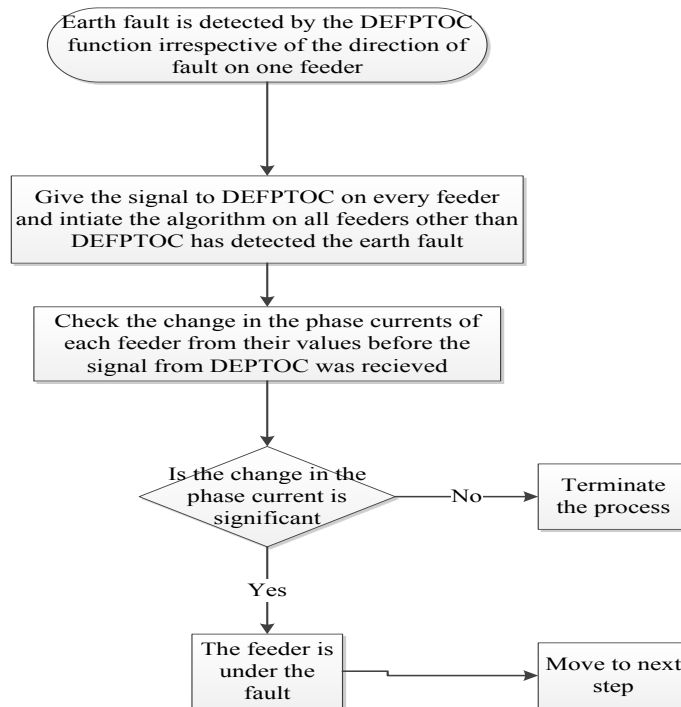 Earth fault is detected by the DEFPTOC
function irrespective of the direction of
fault on one feeder
Give the signal to DEFPTOC on every feeder
and intiate the algorithm on all feeders other than
DEFPTOC has detected the earth fault
Check the change in the phase currents of
each feeder from their values before the
signal from DEPTOC was recieved
Is the change in the
phase current is
significant
No
Terminate
the process
Yes
The feeder is
under the
fault
Move to next
step